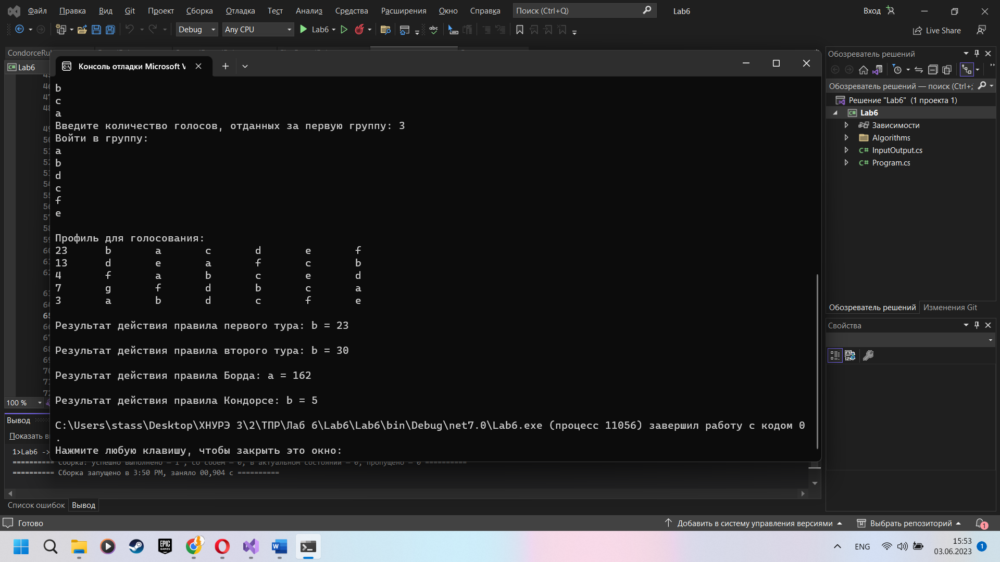 Файл Правка Вид Git Проект Сборка Отладка Тест Анализ Средства Расширения Окно Справка Поиск (Ctrl+Q) Lab6 Вход
Debug Any CPU Lab6 Live Share
Lab6
Консоль отладки Microsoft
b
c
a
Введите количество голосов, отданных за первую группу: 3
Войти в группу:
a
b
d
c
f
e
Профиль для голосования:
23 b a c d e f
13 d e a f c b
4 f a b c e d
7 g f d b c a
3 a b d c f e
Результат действия правила первого тура: b = 23
Результат действия правила второго тура: b = 30
Результат действия правила Борда: a = 162
Результат действия правила Кондорсе: b = 5
C:\Users\stass\Desktop\ХНУРЭ 3\2\ТПР\Лаб 6\Lab6\Lab6\bin\Debug\net7.0\Lab6.exe (процесс 11056) завершил работу с кодом 0
.
Нажмите любую клавишу, чтобы закрыть это окно:
100 %
Вывод
Показать
1>Lab6 ->
========== Сборка: успешно выполнено — 1 , со сбоем — 0, в актуальном состоянии — 0, пропущено — 0 ==========
========== Сборка запущено в 3:50 PM, заняло 00,904 с ==========
Список ошибок Вывод
Обозреватель решений
Обозреватель решений — поиск (Ctrl+;
Решение "Lab6" (1 проекта 1)
Lab6
Зависимости
Algorithms
C# InputOutput.cs
C# Program.cs
Обозреватель решений Изменения Git
Свойства
Готово Добавить в систему управления версиями Выбрать репозиторий 1
EPIC GAMES
ENG 15:53 1
03.06.2023